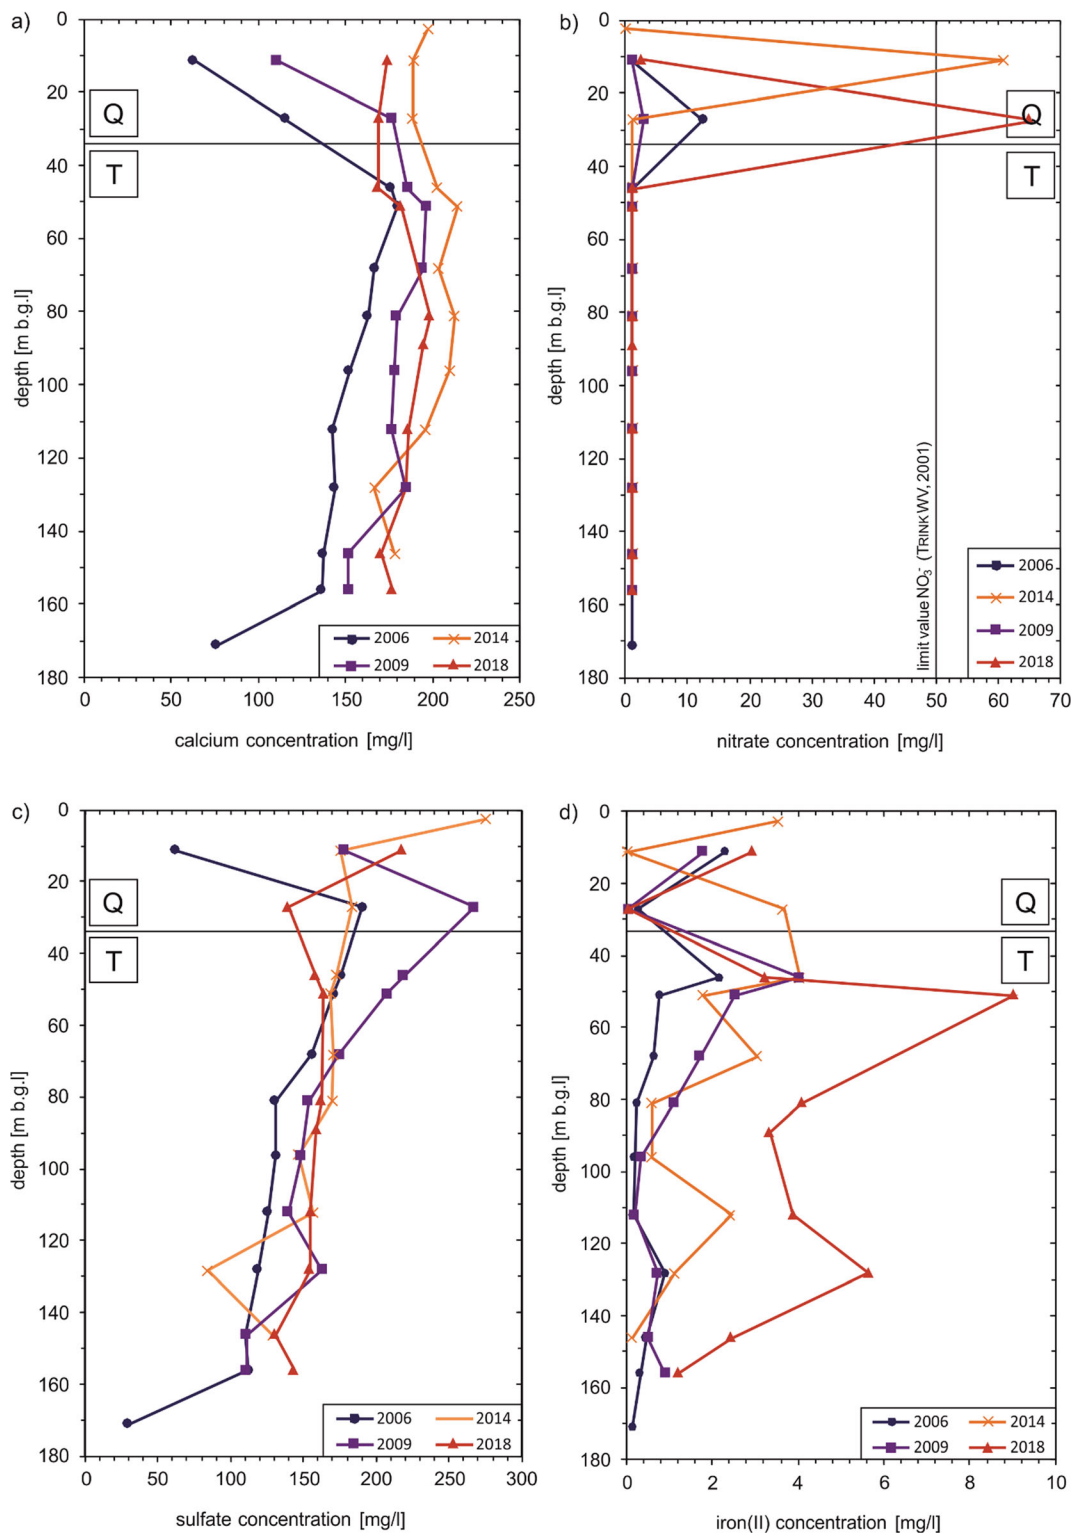 a)
0
20
40
60
80
100
120
140
160
180
depth [m b.g.l]
Q
T
2006
2014
2009
2018
0 50 100 150 200 250
calcium concentration [mg/l]
b)
0
20
40
60
80
100
120
140
160
180
depth [m b.g.l]
Q
T
limit value NO₃⁻ (TRINKWV, 2001)
2006
2014
2009
2018
0 10 20 30 40 50 60 70
nitrate concentration [mg/l]
c)
0
20
40
60
80
100
120
140
160
180
depth [m b.g.l]
Q
T
2006
2014
2009
2018
0 50 100 150 200 250 300
sulfate concentration [mg/l]
d)
0
20
40
60
80
100
120
140
160
180
depth [m b.g.l]
Q
T
2006
2014
2009
2018
0 2 4 6 8 10
iron(II) concentration [mg/l]